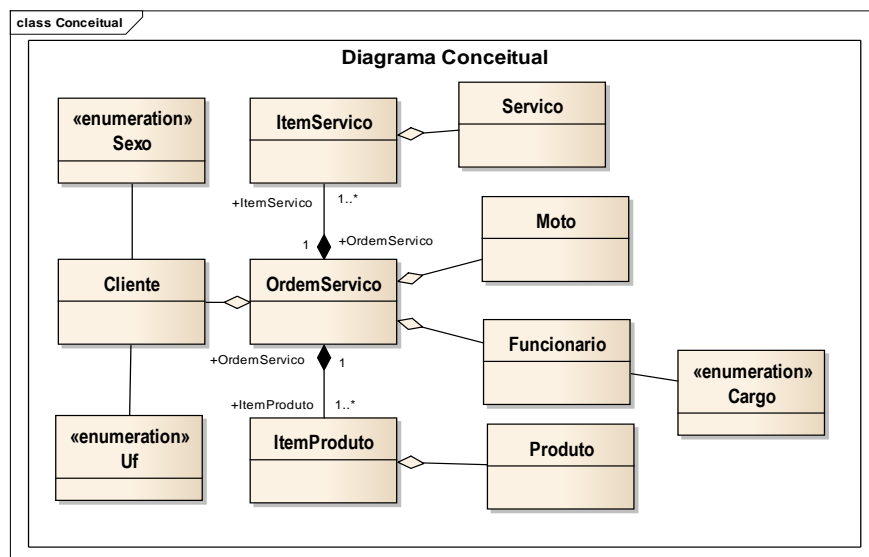 class Conceitual
Diagrama Conceitual
«enumeration»
Sexo
ItemServico
Servico
+ItemServico
1..*
1
+OrdemServico
Moto
Cliente
OrdemServico
+OrdemServico
1
Funcionario
«enumeration»
Cargo
+ItemProduto
1..*
«enumeration»
Uf
ItemProduto
Produto